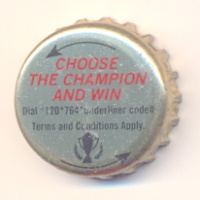 CHOOSE
THE CHAMPION
AND WIN
Dial *120*764*underliner code#
Terms and Conditions Apply.